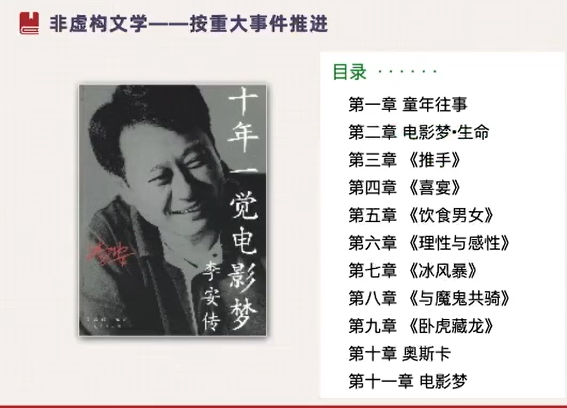 非虚构文学——按重大事件推进
十年一觉电影梦
李安传
目录 ······
第一章 童年往事
第二章 电影梦•生命
第三章 《推手》
第四章 《喜宴》
第五章 《饮食男女》
第六章 《理性与感性》
第七章 《冰风暴》
第八章 《与魔鬼共骑》
第九章 《卧虎藏龙》
第十章 奥斯卡
第十一章 电影梦